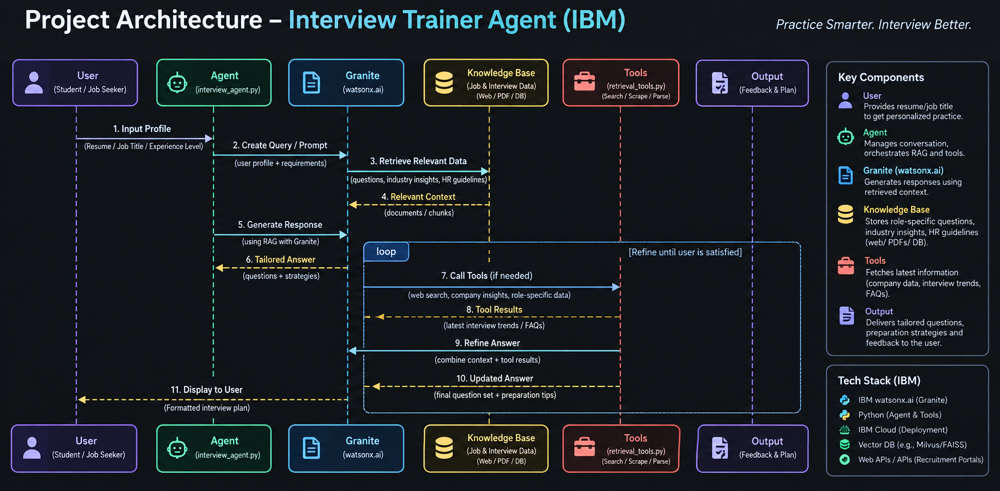 Project Architecture – Interview Trainer Agent (IBM)
Practice Smarter. Interview Better.
User
(Student / Job Seeker)
Agent
(interview_agent.py)
Granite
(watsonx.ai)
Knowledge Base
(Job & Interview Data)
(Web / PDF / DB)
Tools
(retrieval_tools.py)
(Search / Scrape / Parse)
Output
(Feedback & Plan)
1. Input Profile
(Resume / Job Title / Experience Level)
2. Create Query / Prompt
(user profile + requirements)
3. Retrieve Relevant Data
(questions, industry insights, HR guidelines)
4. Relevant Context
(documents / chunks)
5. Generate Response
(using RAG with Granite)
6. Tailored Answer
(questions + strategies)
loop
[Refine until user is satisfied]
7. Call Tools (if needed)
(web search, company insights, role-specific data)
8. Tool Results
(latest interview trends / FAQs)
9. Refine Answer
(combine context + tool results)
10. Updated Answer
(final question set + preparation tips)
11. Display to User
(Formatted interview plan)
User
(Student / Job Seeker)
Agent
(interview_agent.py)
Granite
(watsonx.ai)
Knowledge Base
(Job & Interview Data)
(Web / PDF / DB)
Tools
(retrieval_tools.py)
(Search / Scrape / Parse)
Output
(Feedback & Plan)
Key Components
User
Provides resume/job title
to get personalized practice.
Agent
Manages conversation,
orchestrates RAG and tools.
Granite (watsonx.ai)
Generates responses using
retrieved context.
Knowledge Base
Stores role-specific questions,
industry insights, HR guidelines
(web/ PDFs/ DB).
Tools
Fetches latest information
(company data, interview trends,
FAQs).
Output
Delivers tailored questions,
preparation strategies and
feedback to the user.
Tech Stack (IBM)
IBM watsonx.ai (Granite)
Python (Agent & Tools)
IBM Cloud (Deployment)
Vector DB (e.g., Milvus/FAISS)
Web APIs / APIs (Recruitment Portals)